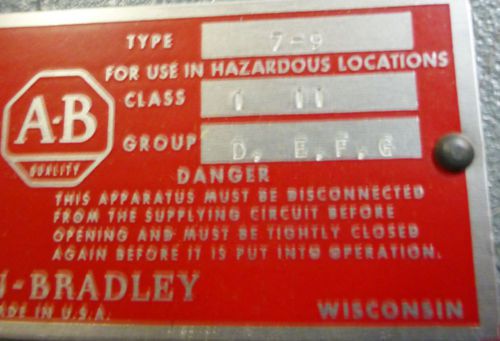 TYPE 7-9
FOR USE IN HAZARDOUS LOCATIONS
CLASS I II
GROUP D, E, F, G
A-B
QUALITY
DANGER
THIS APPARATUS MUST BE DISCONNECTED
FROM THE SUPPLYING CIRCUIT BEFORE
OPENING AND MUST BE TIGHTLY CLOSED
AGAIN BEFORE IT IS PUT INTO OPERATION.
N-BRADLEY
MADE IN U.S.A.
WISCONSIN